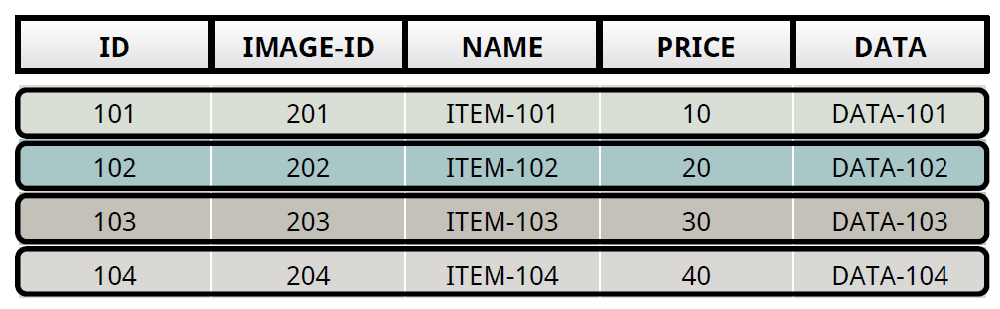 ID IMAGE-ID NAME PRICE DATA
101 201 ITEM-101 10 DATA-101
102 202 ITEM-102 20 DATA-102
103 203 ITEM-103 30 DATA-103
104 204 ITEM-104 40 DATA-104